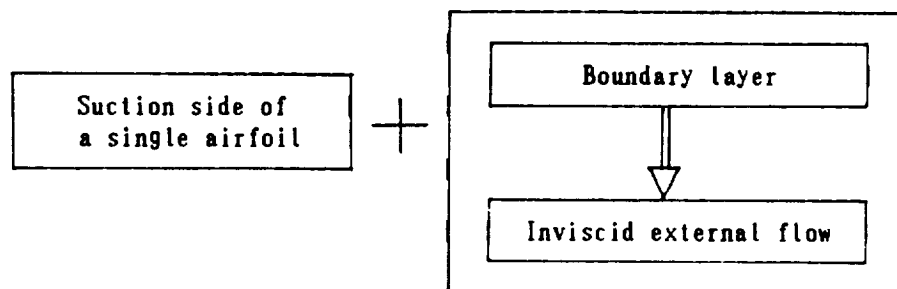 Suction side of
a single airfoil
Boundary layer
Inviscid external flow